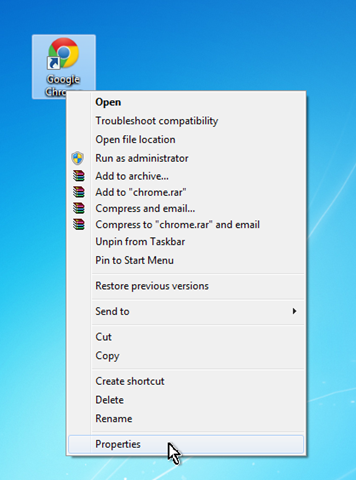 Google
Chrome
Open
Troubleshoot compatibility
Open file location
Run as administrator
Add to archive...
Add to "chrome.rar"
Compress and email...
Compress to "chrome.rar" and email
Unpin from Taskbar
Pin to Start Menu
Restore previous versions
Send to
Cut
Copy
Create shortcut
Delete
Rename
Properties